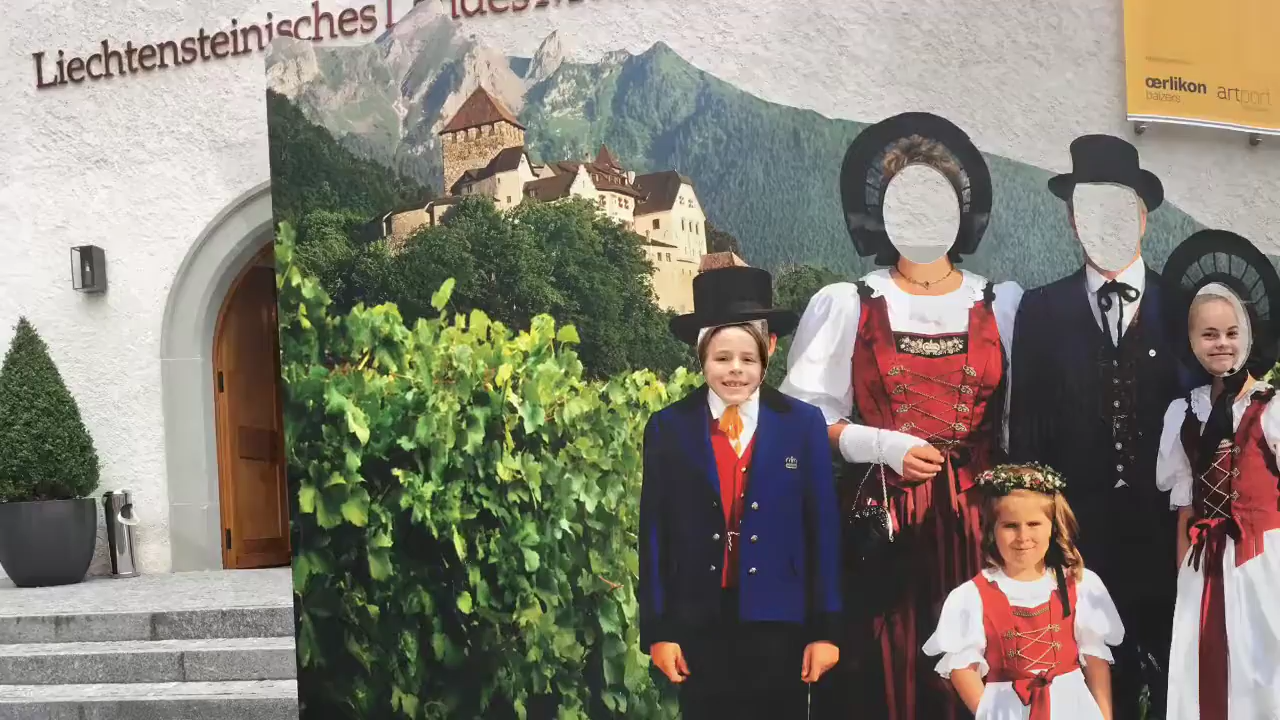 Liechtensteinisches
œrlikon
balzers
artport